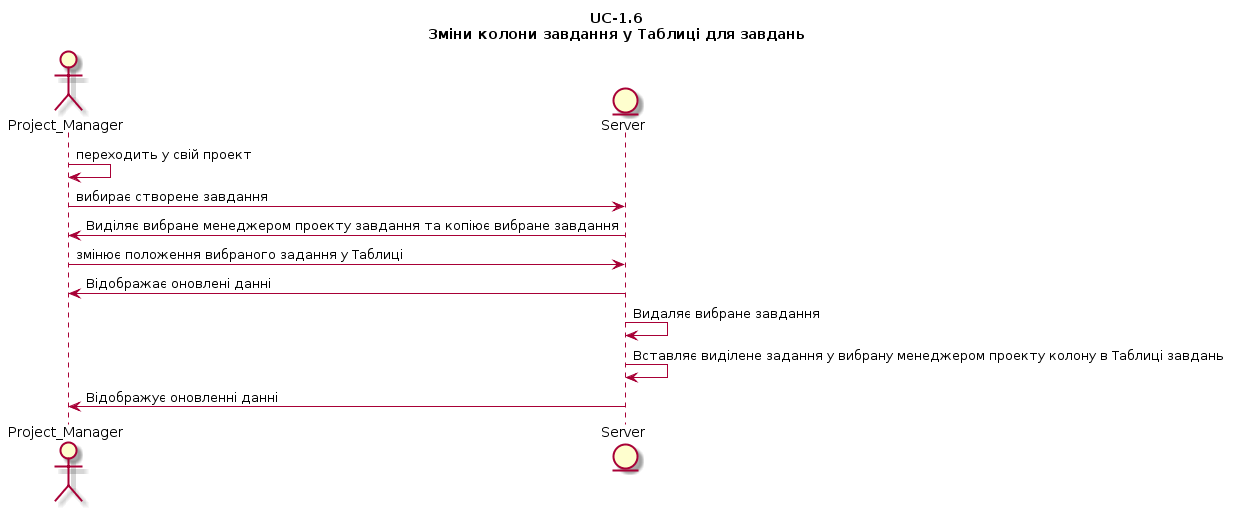 UC-1.6
Зміни колони завдання у Таблиці для завдань
Project_Manager
Server
переходить у свій проект
вибирає створене завдання
Виділяє вибране менеджером проекту завдання та копіює вибране завдання
змінює положення вибраного задання у Таблиці
Відображає оновлені данні
Видаляє вибране завдання
Вставляє виділене задання у вибрану менеджером проекту колону в Таблиці завдань
Відображує оновленні данні
Project_Manager
Server